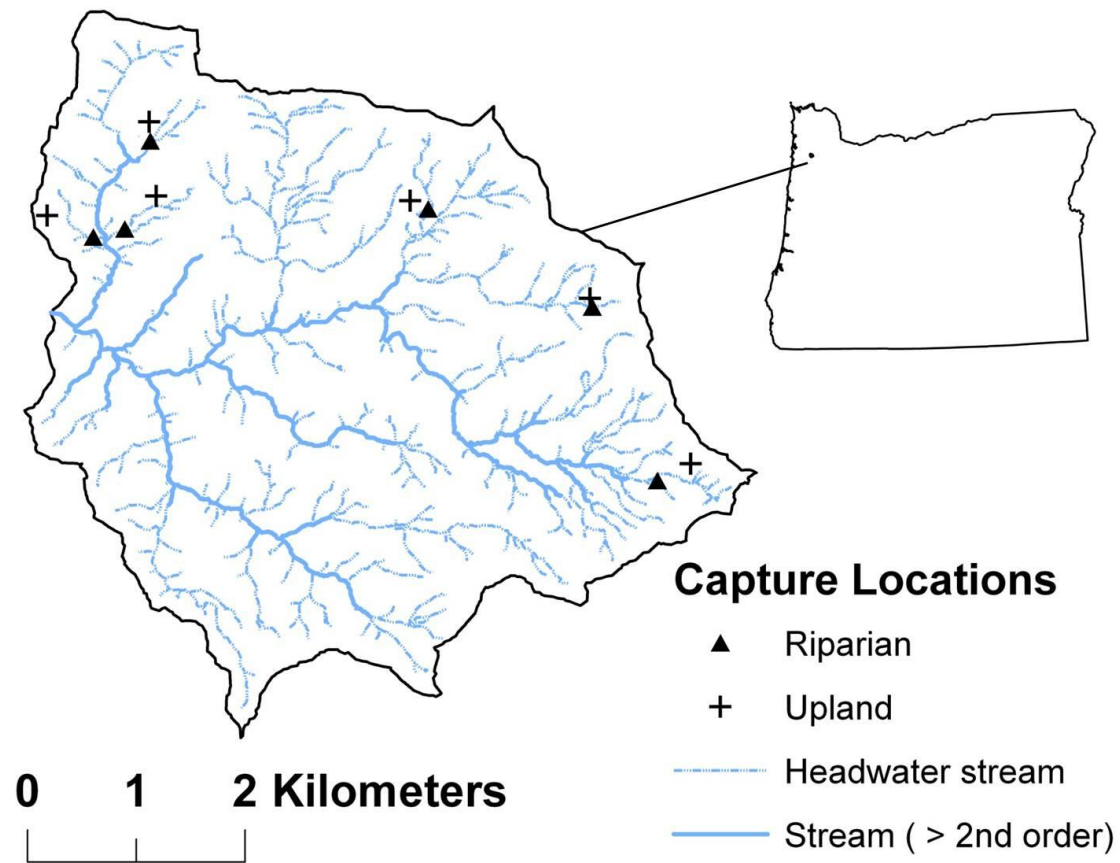 Capture Locations
Riparian
Upland
Headwater stream
Stream ( > 2nd order)
0 1 2 Kilometers